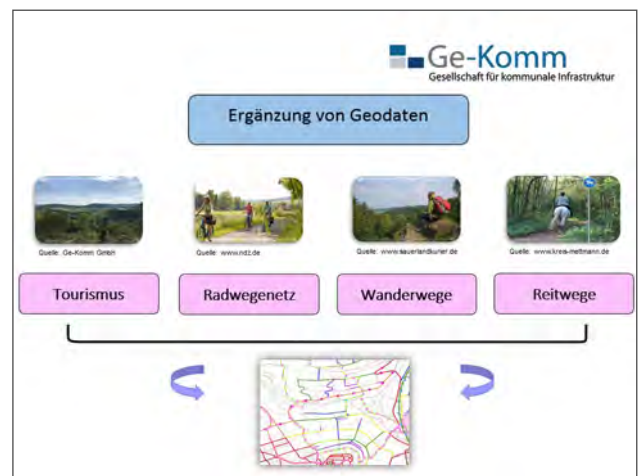 Ge-Komm
Gesellschaft für kommunale Infrastruktur
Ergänzung von Geodaten
Quelle: Ge-Komm GmbH
Quelle: www.ndz.de
Quelle: www.sauerlandkurier.de
Quelle: www.kreis-mettmann.de
Tourismus
Radwegenetz
Wanderwege
Reitwege